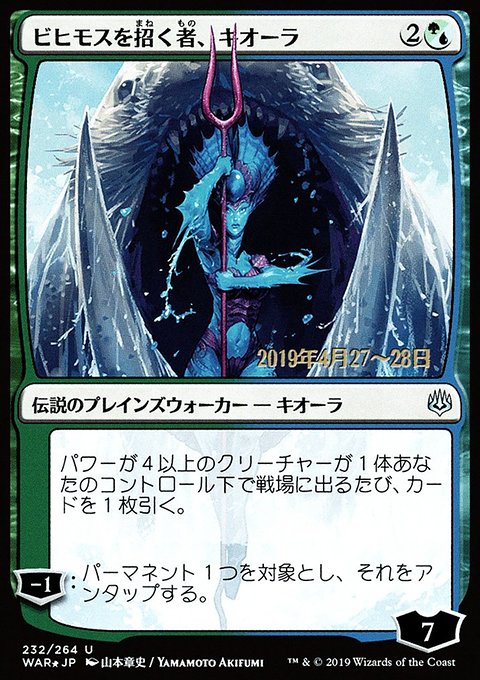 ビヒモスを招く者、キオーラ 2
まね もの
2019年4月27~28日
伝説のプレインズウォーカー ― キオーラ
パワーが4以上のクリーチャーが1体あな
たのコントロール下で戦場に出るたび、カー
ドを1枚引く。
-1 :パーマネント1つを対象とし、それをア
ンタップする。
7
232/264 U
WAR★JP 山本章史/YAMAMOTO AKIFUMI ™ & © 2019 Wizards of the Coast